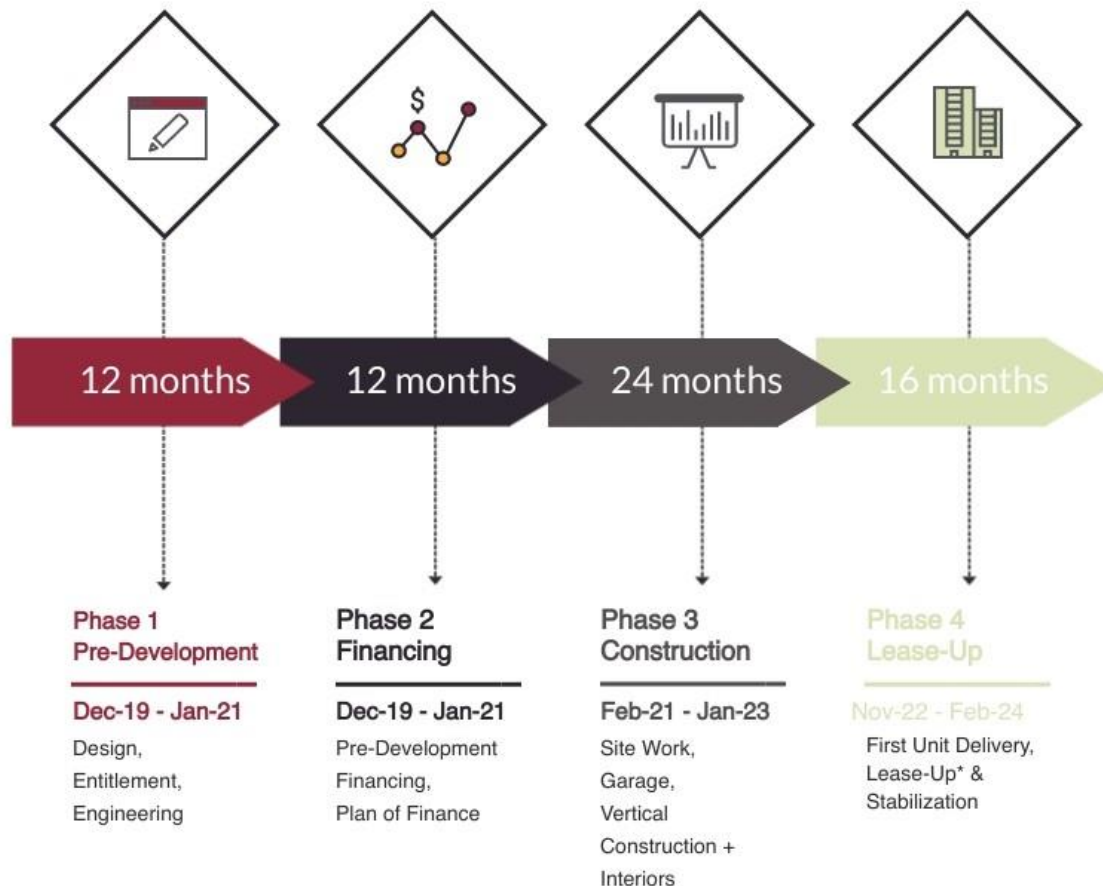 $
12 months
12 months
24 months
16 months
Phase 1
Pre-Development
Dec-19 - Jan-21
Design,
Entitlement,
Engineering
Phase 2
Financing
Dec-19 - Jan-21
Pre-Development
Financing,
Plan of Finance
Phase 3
Construction
Feb-21 - Jan-23
Site Work,
Garage,
Vertical
Construction +
Interiors
Phase 4
Lease-Up
Nov-22 - Feb-24
First Unit Delivery,
Lease-Up* &
Stabilization